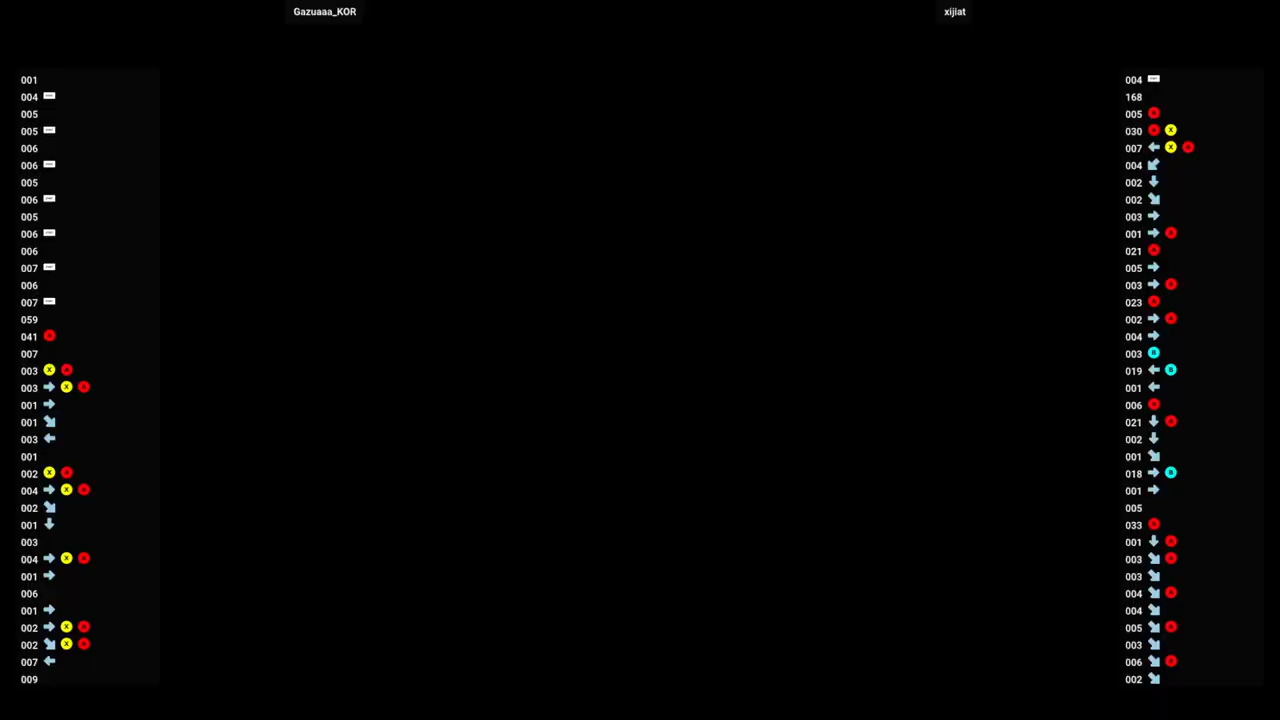 Gazuaaa_KOR
xijiat
001
004
005
005
006
006
005
006
005
006
006
007
006
007
059
041 A
007
003 X A
003 X A
001
001
003
001
002 X A
004 X A
002
001
003
004 X A
001
006
001
002 X A
002 X A
007
009
004
168
005 A
030 A X
007 X A
004
002
002
003
001 A
021 A
005
003 A
023 A
002 A
004
003 B
019 B
001
006 A
021 A
002
001
018 B
001
005
033 A
001 A
003 A
003
004 A
004
005 A
003
006 A
002